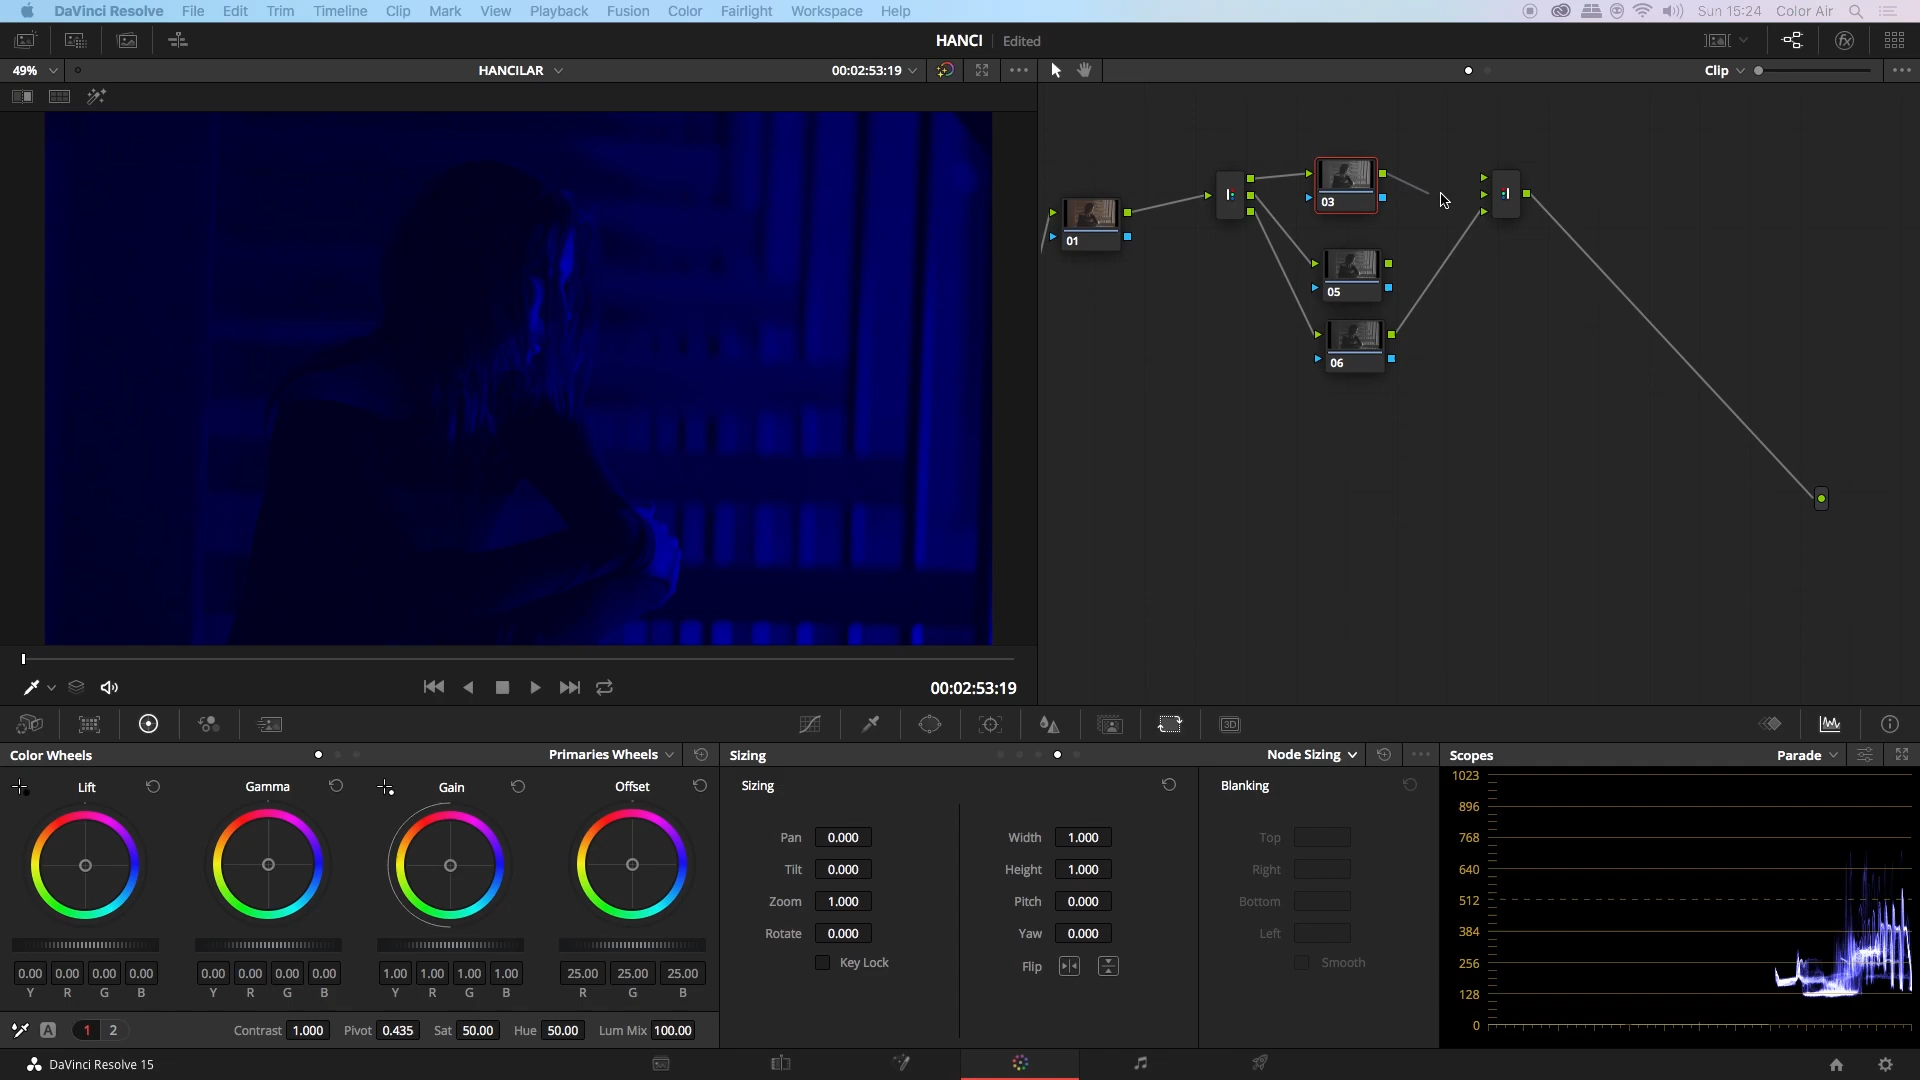 DaVinci Resolve File Edit Trim Timeline Clip Mark View Playback Fusion Color Fairlight Workspace Help Sun 15:24 Color Air
HANCI Edited
49% HANCILAR 00:02:53:19 Clip
03
01
05
06
00:02:53:19
Color Wheels Primaries Wheels Sizing Node Sizing Scopes Parade
Lift Gamma Gain Offset Sizing Blanking
1023
896
768
640
512
384
256
128
0
Pan 0.000 Width 1.000 Top
Tilt 0.000 Height 1.000 Right
Zoom 1.000 Pitch 0.000 Bottom
Rotate 0.000 Yaw 0.000 Left
Key Lock Flip Smooth
0.00 0.00 0.00 0.00 0.00 0.00 0.00 0.00 1.00 1.00 1.00 1.00 25.00 25.00 25.00
Y R G B Y R G B Y R G B R G B
A 1 2 Contrast 1.000 Pivot 0.435 Sat 50.00 Hue 50.00 Lum Mix 100.00
DaVinci Resolve 15
3D
fx